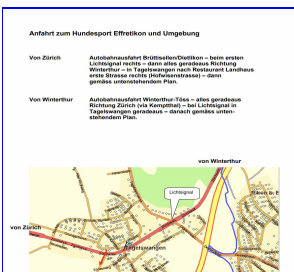 Anfahrt zum Hundesport Effretikon und Umgebung
Von Zürich
Autobahnausfahrt Brüttisellen/Dietlikon – beim ersten
Lichtsignal rechts – dann alles geradeaus Richtung
Winterthur – in Tagelswangen nach Restaurant Landhaus
erste Strasse rechts (Hofwisenstrasse) – dann
gemäss untenstehendem Plan.
Von Winterthur
Autobahnausfahrt Winterthur-Töss – alles geradeaus
Richtung Zürich (via Kempttal) – bei Lichtsignal in
Tagelswangen geradeaus – danach gemäss unten-
stehendem Plan.
von Winterthur
Lichtsignal
von Zürich
Tagelswangen